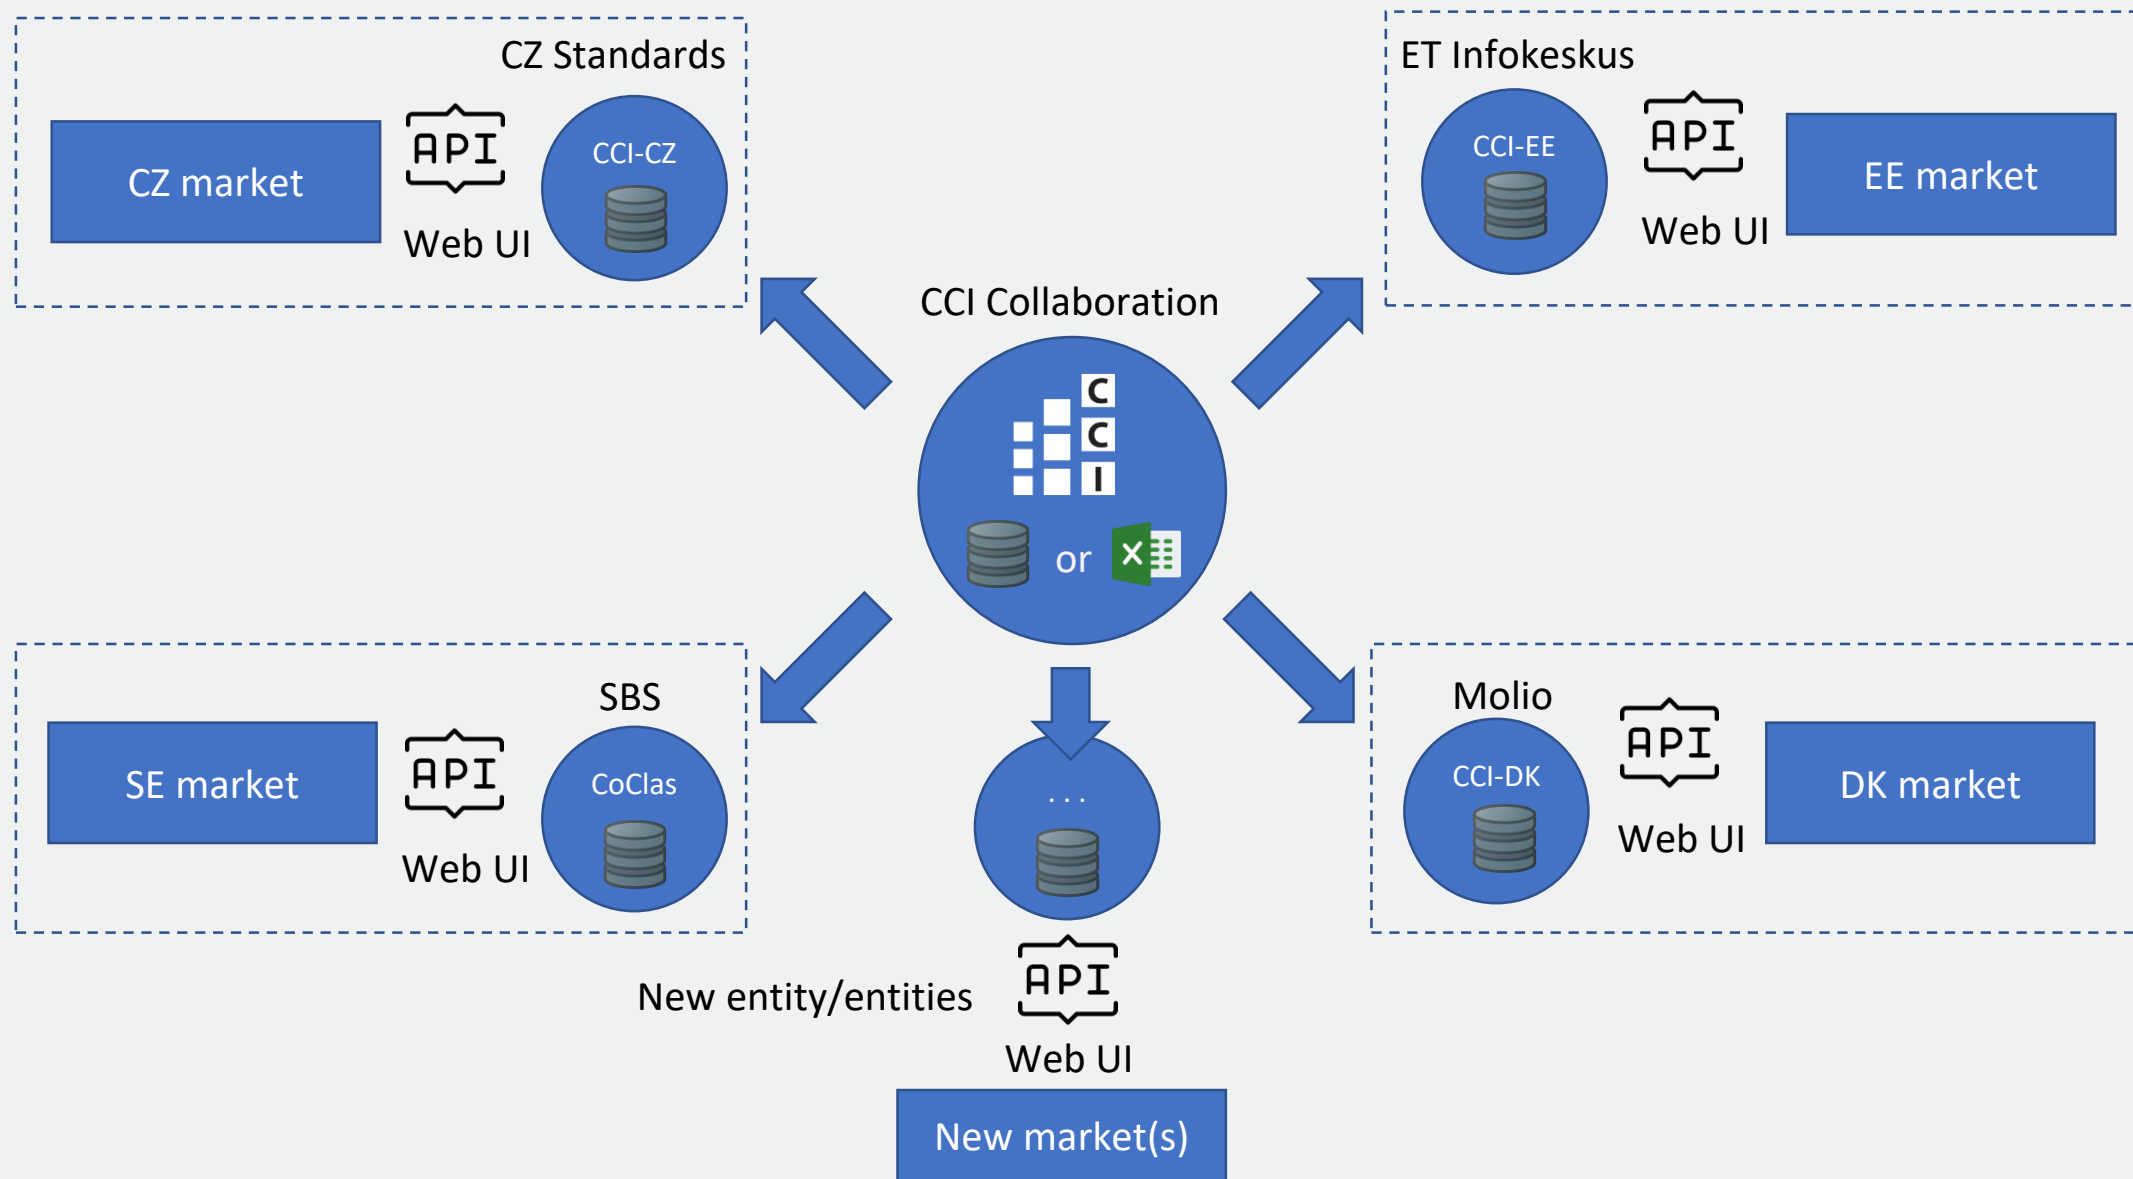 CZ Standards
CZ market
API
CCI-CZ
Web UI
ET Infokeskus
CCI-EE
API
EE market
Web UI
CCI Collaboration
C
C
I
or
X
SBS
SE market
API
CoClas
Web UI
Molio
CCI-DK
API
DK market
Web UI
...
New entity/entities
API
Web UI
New market(s)